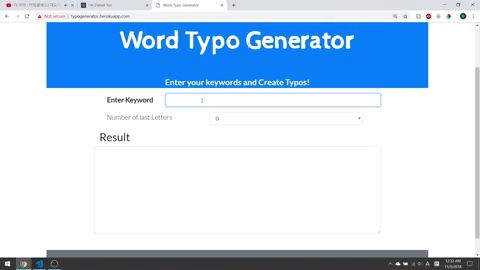 Word Typo Generator
Not secure | typogenerator.herokuapp.com
Word Typo Generator
Enter your keywords and Create Typos!
Enter Keyword
Number of last Letters
0
Result
12:32 AM
11/5/2018